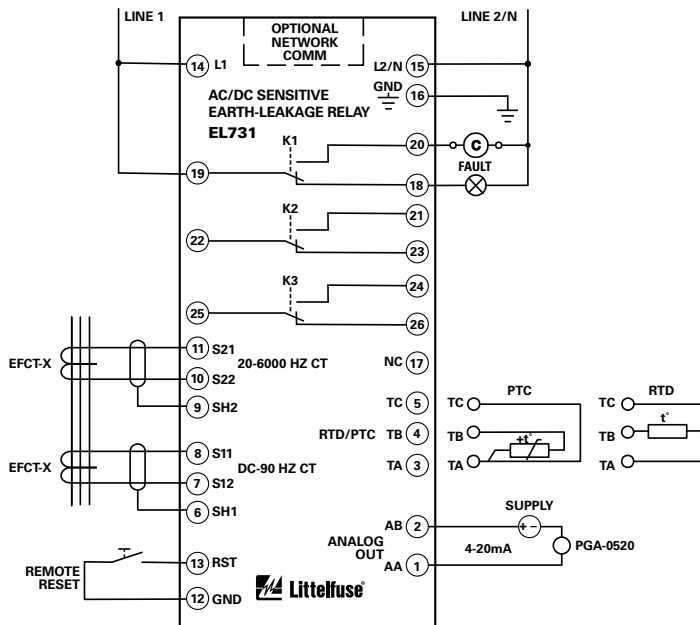 LINE 1
OPTIONAL
NETWORK
COMM
LINE 2/N
14 L1
L2/N 15
GND 16
AC/DC SENSITIVE
EARTH-LEAKAGE RELAY
EL731
K1
20
C
FAULT
19
18
K2
21
22
23
K3
24
25
26
EFCT-X
11 S21
20-6000 HZ CT
10 S22
9 SH2
NC 17
TC 5
RTD/PTC TB 4
TA 3
TC
PTC
TB
+t°
TA
TC
RTD
t°
TB
TA
EFCT-X
8 S11
DC-90 HZ CT
7 S12
6 SH1
SUPPLY
AB 2
+ −
ANALOG
OUT
4-20mA
PGA-0520
AA 1
REMOTE
RESET
13 RST
12 GND
Littelfuse®